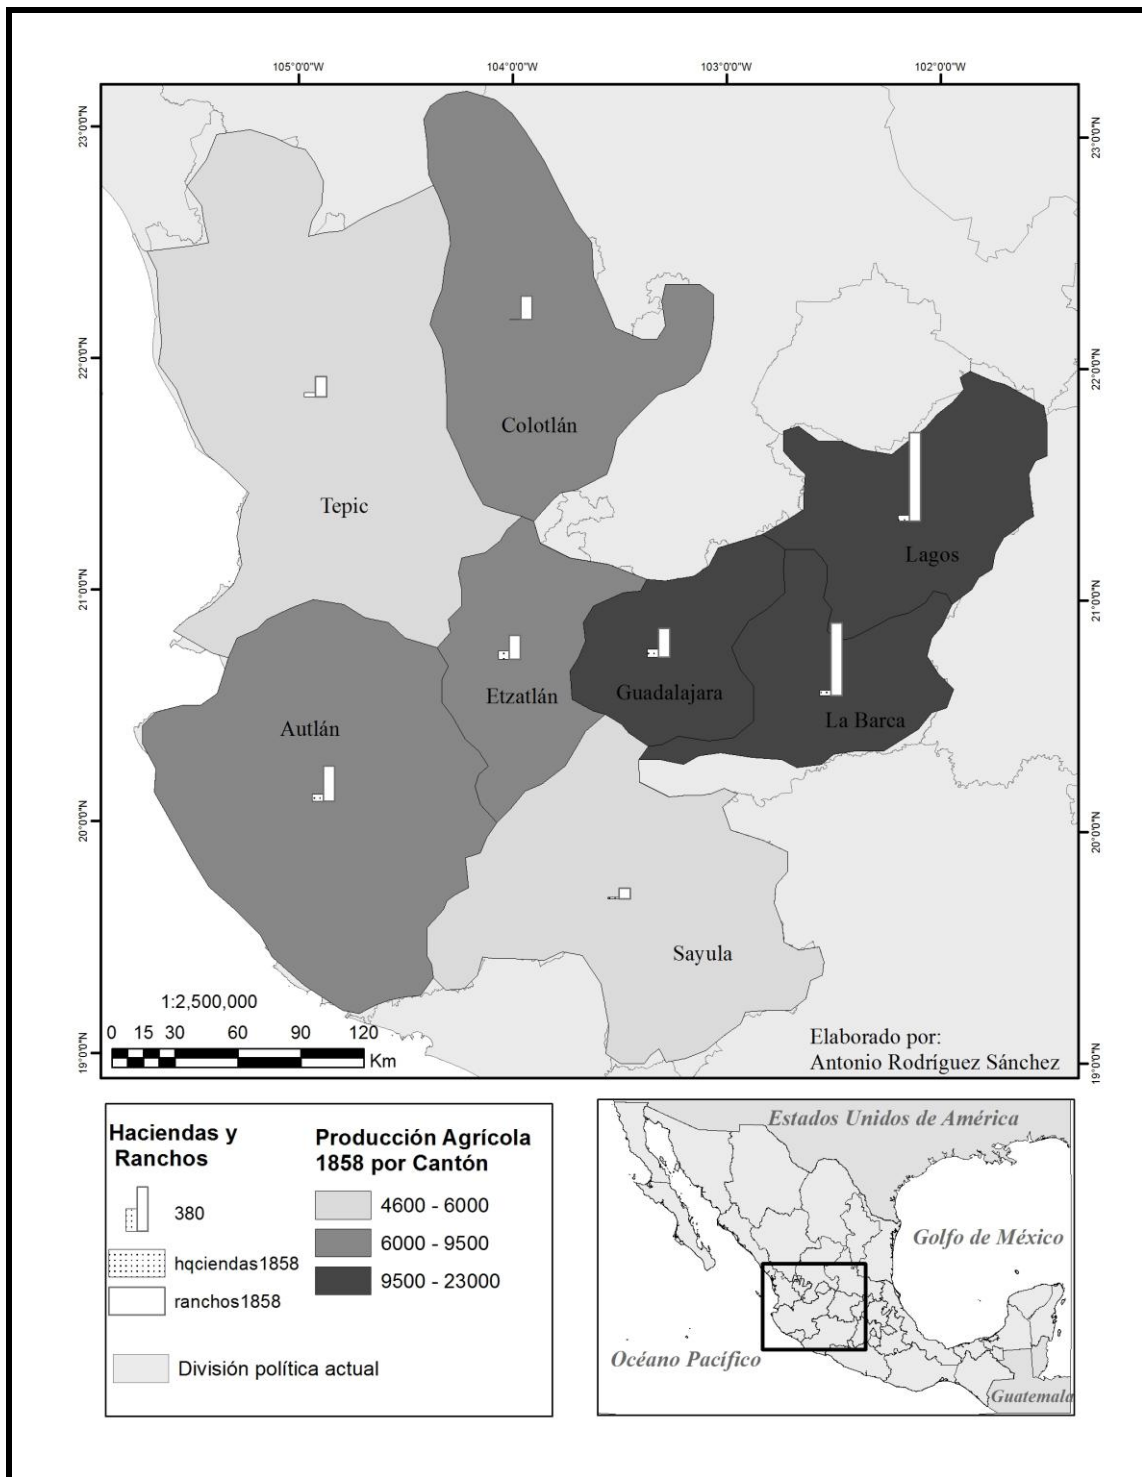 105°0'0"W
104°0'0"W
103°0'0"W
102°0'0"W
23°0'0"N
23°0'0"N
22°0'0"N
22°0'0"N
21°0'0"N
21°0'0"N
20°0'0"N
20°0'0"N
19°0'0"N
19°0'0"N
Colotlán
Tepic
Lagos
Etzatlán
Guadalajara
La Barca
Autlán
Sayula
1:2,500,000
0 15 30 60 90 120
Km
Elaborado por:
Antonio Rodríguez Sánchez
Haciendas y
Ranchos
380
hqciendas1858
ranchos1858
División política actual
Producción Agrícola
1858 por Cantón
4600 - 6000
6000 - 9500
9500 - 23000
Estados Unidos de América
Golfo de México
Océano Pacífico
Guatemala